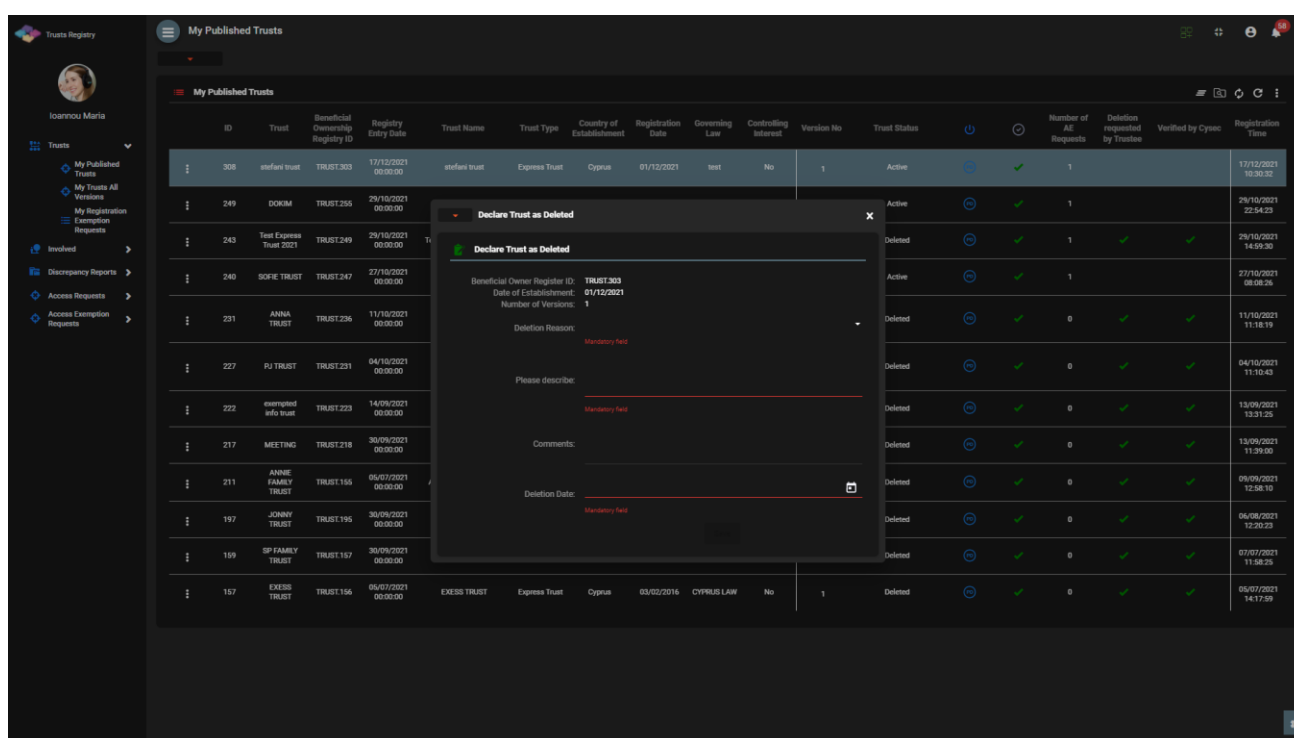 Trusts Registry
My Published Trusts
58
Ioannou Maria
Trusts
My Published
Trusts
My Trusts All
Versions
My Registration
Exemption
Requests
Involved
Discrepancy Reports
Access Requests
Access Exemption
Requests
My Published Trusts
ID Trust Beneficial Ownership Registry ID Registry Entry Date Trust Name Trust Type Country of Establishment Registration Date Governing Law Controlling Interest Version No Trust Status Number of AE Requests Deletion requested by Trustee Verified by Cysec Registration Time
308 stefani trust TRUST.303 17/12/2021 00:00:00 stefani trust Express Trust Cyprus 01/12/2021 test No 1 Active 1 17/12/2021 10:30:32
249 DOKIM TRUST.255 29/10/2021 00:00:00 Active 1 29/10/2021 22:54:23
243 Test Express Trust 2021 TRUST.249 29/10/2021 00:00:00 Deleted 1 29/10/2021 14:59:30
240 SOFIE TRUST TRUST.247 27/10/2021 00:00:00 Active 1 27/10/2021 08:08:26
231 ANNA TRUST TRUST.236 11/10/2021 00:00:00 Deleted 0 11/10/2021 11:18:19
227 PJ TRUST TRUST.231 04/10/2021 00:00:00 Deleted 0 04/10/2021 11:10:43
222 exempted info trust TRUST.223 14/09/2021 00:00:00 Deleted 0 13/09/2021 13:31:25
217 MEETING TRUST.218 30/09/2021 00:00:00 Deleted 0 13/09/2021 11:39:00
211 ANNIE FAMILY TRUST TRUST.155 05/07/2021 00:00:00 Deleted 0 09/09/2021 12:58:10
197 JONNY TRUST TRUST.195 30/09/2021 00:00:00 Deleted 0 06/08/2021 12:20:23
159 SP FAMILY TRUST TRUST.157 30/09/2021 00:00:00 Deleted 0 07/07/2021 11:58:25
157 EXESS TRUST TRUST.156 05/07/2021 00:00:00 EXESS TRUST Express Trust Cyprus 03/02/2016 CYPRUS LAW No 1 Deleted 0 05/07/2021 14:17:59
Declare Trust as Deleted
x
Declare Trust as Deleted
Beneficial Owner Register ID: TRUST.303
Date of Establishment: 01/12/2021
Number of Versions: 1
Deletion Reason:
Mandatory field
Please describe:
Mandatory field
Comments:
Deletion Date:
Mandatory field